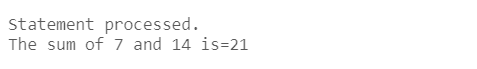 Statement processed.
The sum of 7 and 14 is=21